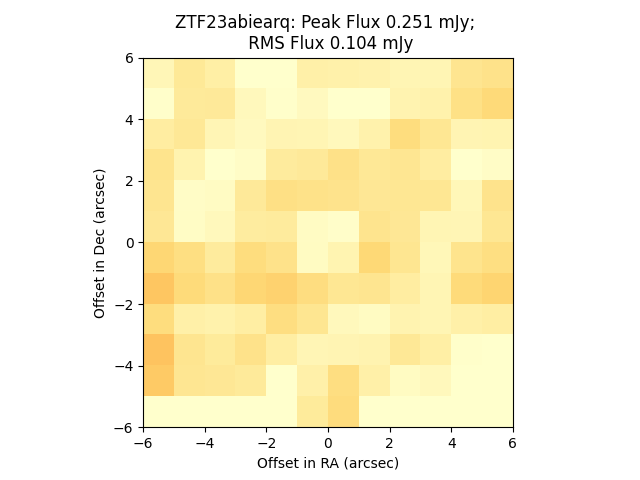 ZTF23abiearq: Peak Flux 0.251 mJy;
RMS Flux 0.104 mJy
6
4
2
0
−2
−4
−6
Offset in Dec (arcsec)
−6 −4 −2 0 2 4 6
Offset in RA (arcsec)